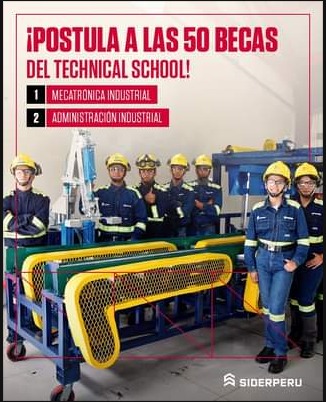 ¡POSTULA A LAS 50 BECAS
DEL TECHNICAL SCHOOL!
1 MECATRÓNICA INDUSTRIAL
2 ADMINISTRACIÓN INDUSTRIAL
SIDERPERU